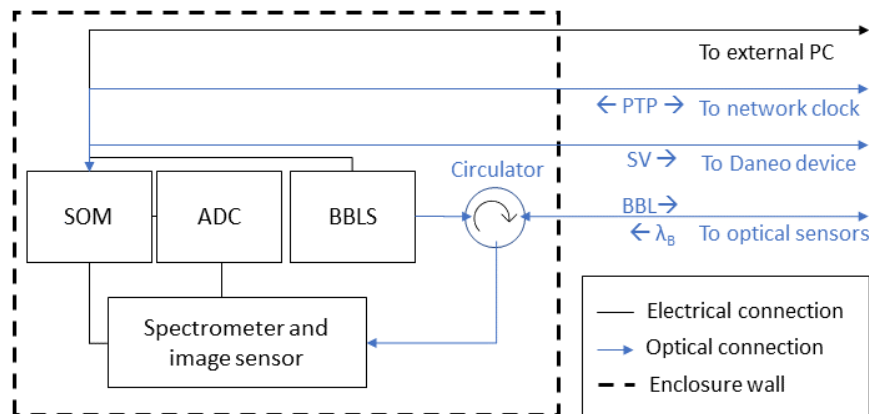 To external PC
← PTP → To network clock
SV → To Daneo device
Circulator
BBL→
← λB To optical sensors
SOM
ADC
BBLS
Spectrometer and
image sensor
Electrical connection
Optical connection
Enclosure wall